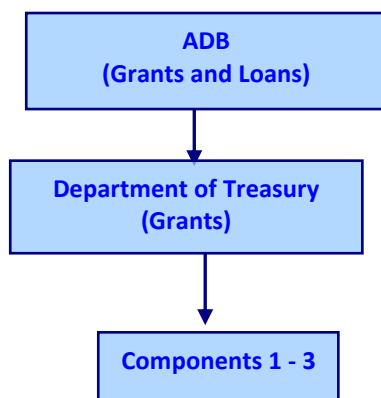 ADB
(Grants and Loans)
Department of Treasury
(Grants)
Components 1 - 3